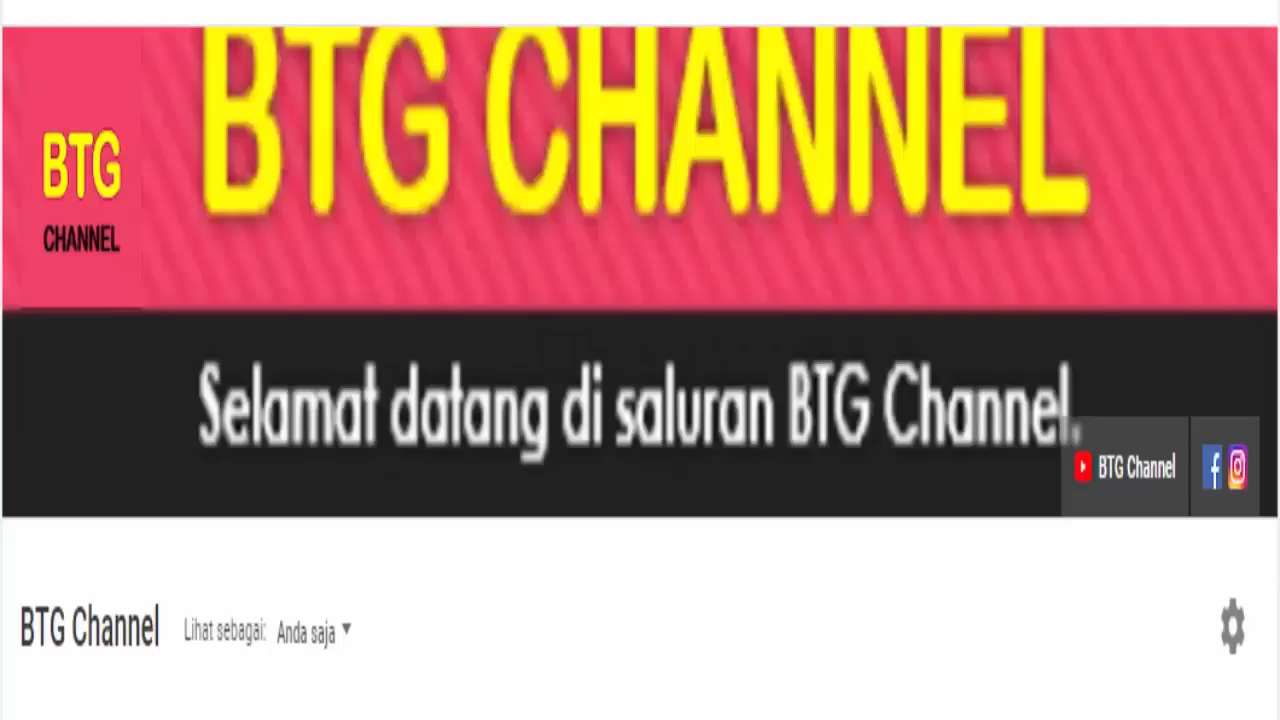 BTG CHANNEL
BTG
CHANNEL
Selamat datang di saluran BTG Channel.
BTG Channel
BTG Channel Lihat sebagai: Anda saja